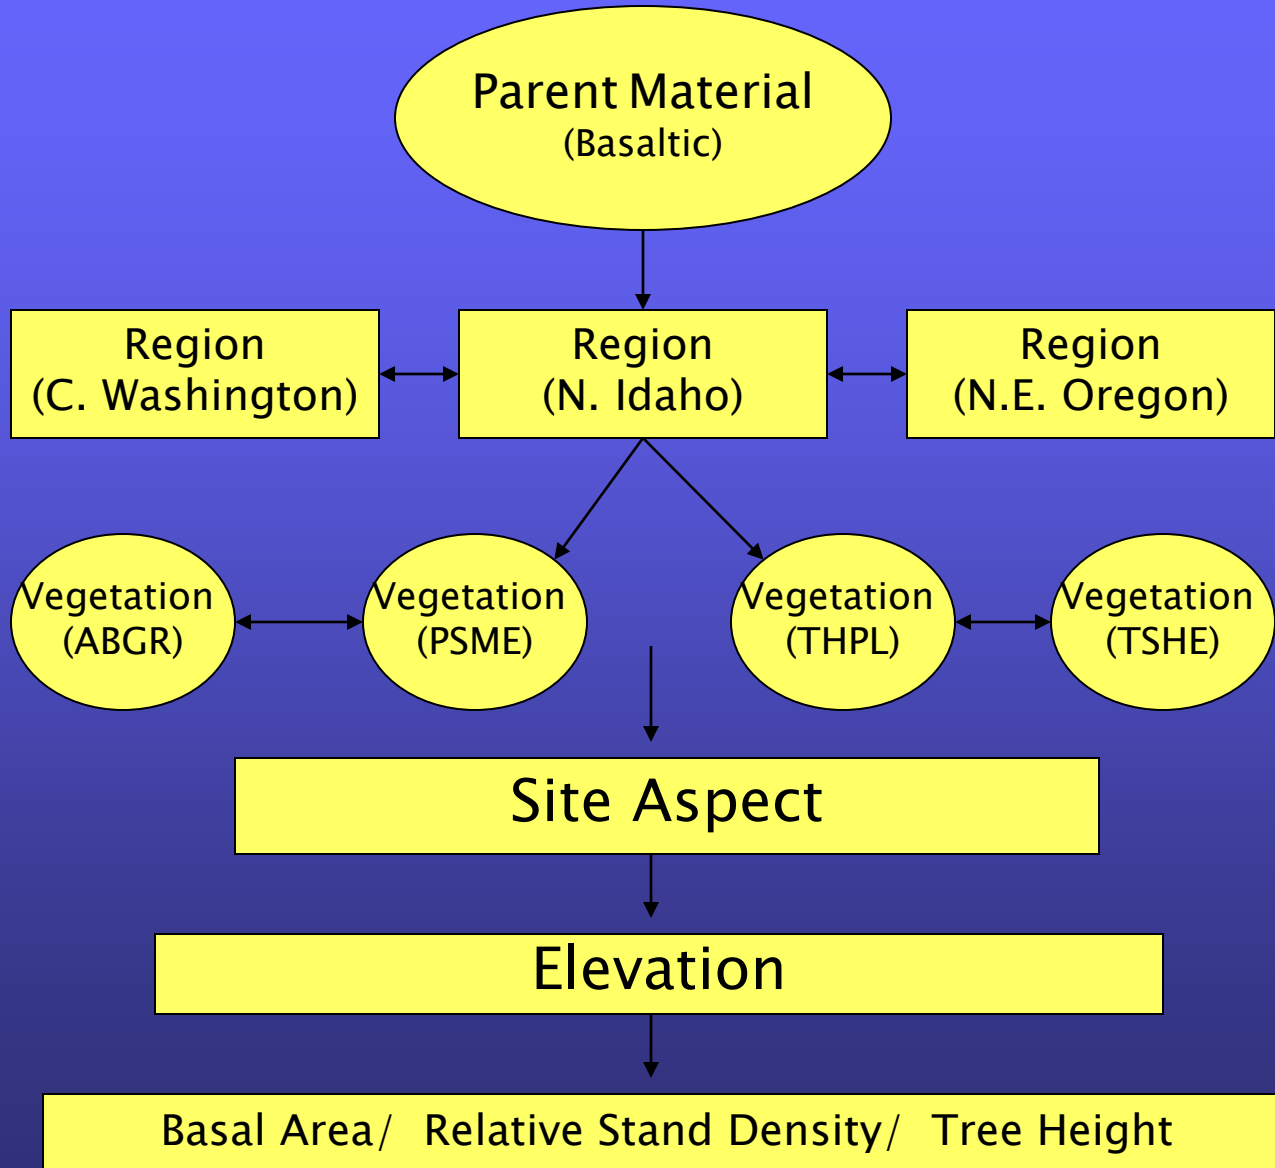 Parent Material
(Basaltic)
Region
(C. Washington)
Region
(N. Idaho)
Region
(N.E. Oregon)
Vegetation
(ABGR)
Vegetation
(PSME)
Vegetation
(THPL)
Vegetation
(TSHE)
Site Aspect
Elevation
Basal Area/ Relative Stand Density/ Tree Height